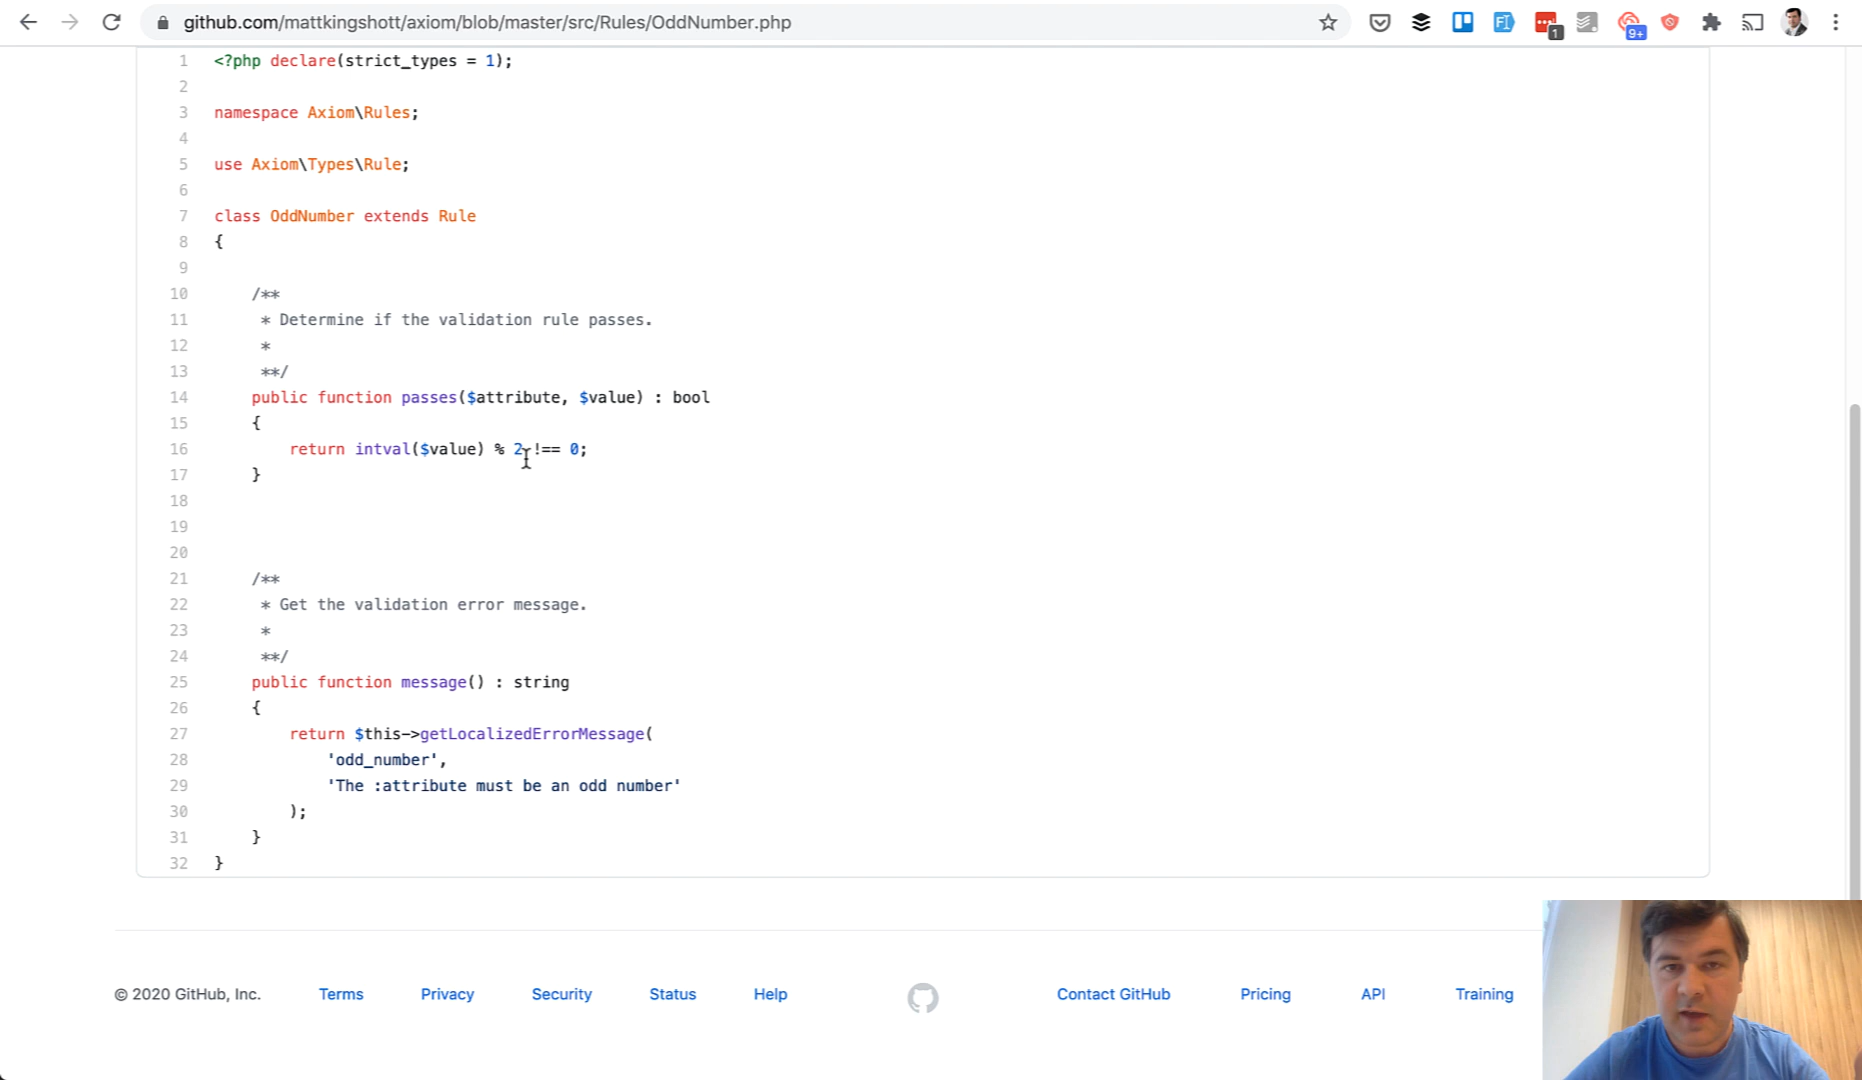 github.com/mattkingshott/axiom/blob/master/src/Rules/OddNumber.php
1
9+
1 <?php declare(strict_types = 1);
2
3 namespace Axiom\Rules;
4
5 use Axiom\Types\Rule;
6
7 class OddNumber extends Rule
8 {
9
10 /**
11 * Determine if the validation rule passes.
12 *
13 **/
14 public function passes($attribute, $value) : bool
15 {
16 return intval($value) % 2 !== 0;
17 }
18
19
20
21 /**
22 * Get the validation error message.
23 *
24 **/
25 public function message() : string
26 {
27 return $this->getLocalizedErrorMessage(
28 'odd_number',
29 'The :attribute must be an odd number'
30 );
31 }
32 }
© 2020 GitHub, Inc. Terms Privacy Security Status Help Contact GitHub Pricing API Training